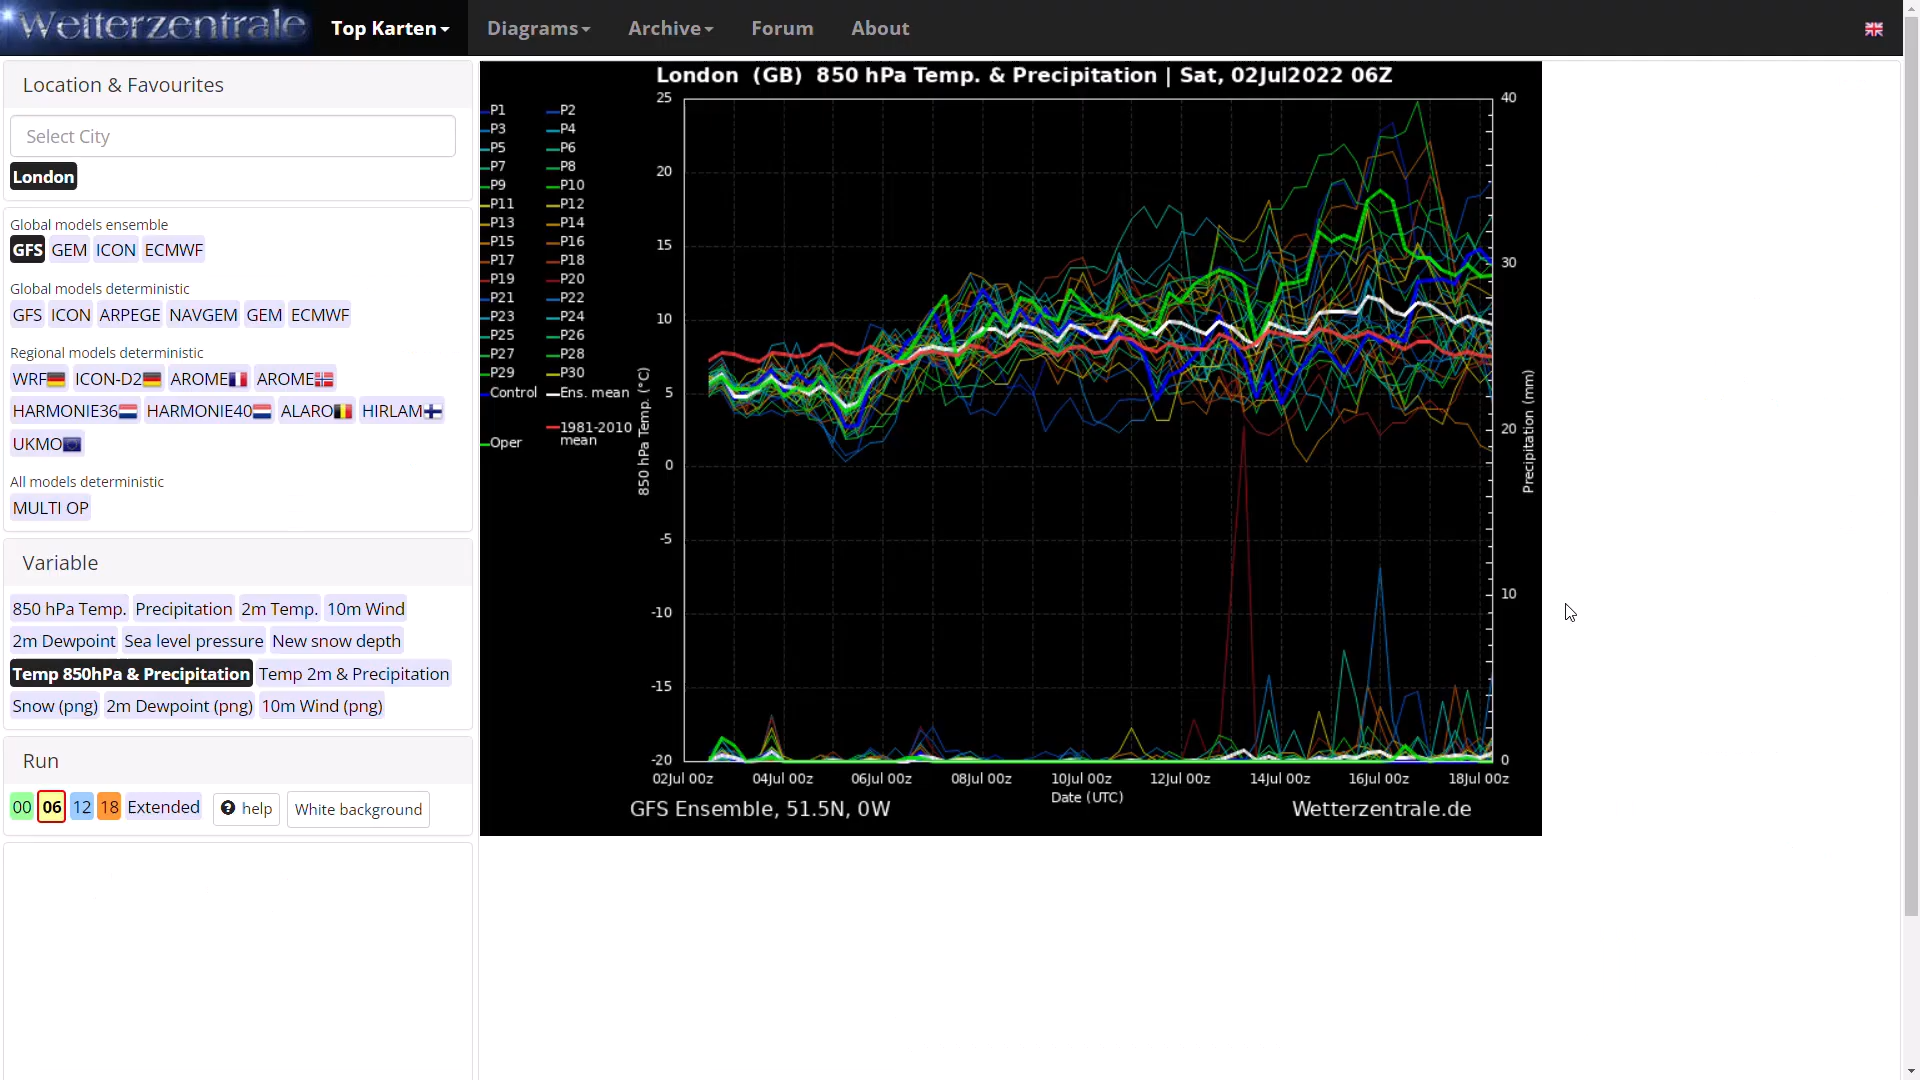 Wetterzentrale
Top Karten
Diagrams
Archive
Forum
About
Location & Favourites
Select City
London
Global models ensemble
GFS GEM ICON ECMWF
Global models deterministic
GFS ICON ARPEGE NAVGEM GEM ECMWF
Regional models deterministic
WRF ICON-D2 AROME AROME
HARMONIE36 HARMONIE40 ALARO HIRLAM
UKMO
All models deterministic
MULTI OP
Variable
850 hPa Temp. Precipitation 2m Temp. 10m Wind
2m Dewpoint Sea level pressure New snow depth
Temp 850hPa & Precipitation Temp 2m & Precipitation
Snow (png) 2m Dewpoint (png) 10m Wind (png)
Run
00 06 12 18 Extended help White background
London (GB) 850 hPa Temp. & Precipitation | Sat, 02Jul2022 06Z
P1 P2
P3 P4
P5 P6
P7 P8
P9 P10
P11 P12
P13 P14
P15 P16
P17 P18
P19 P20
P21 P22
P23 P24
P25 P26
P27 P28
P29 P30
Control Ens. mean
Oper 1981-2010
mean
850 hPa Temp. (°C)
25
20
15
10
5
0
-5
-10
-15
-20
40
30
20
10
0
Precipitation (mm)
02Jul 00z 04Jul 00z 06Jul 00z 08Jul 00z 10Jul 00z 12Jul 00z 14Jul 00z 16Jul 00z 18Jul 00z
Date (UTC)
GFS Ensemble, 51.5N, 0W
Wetterzentrale.de